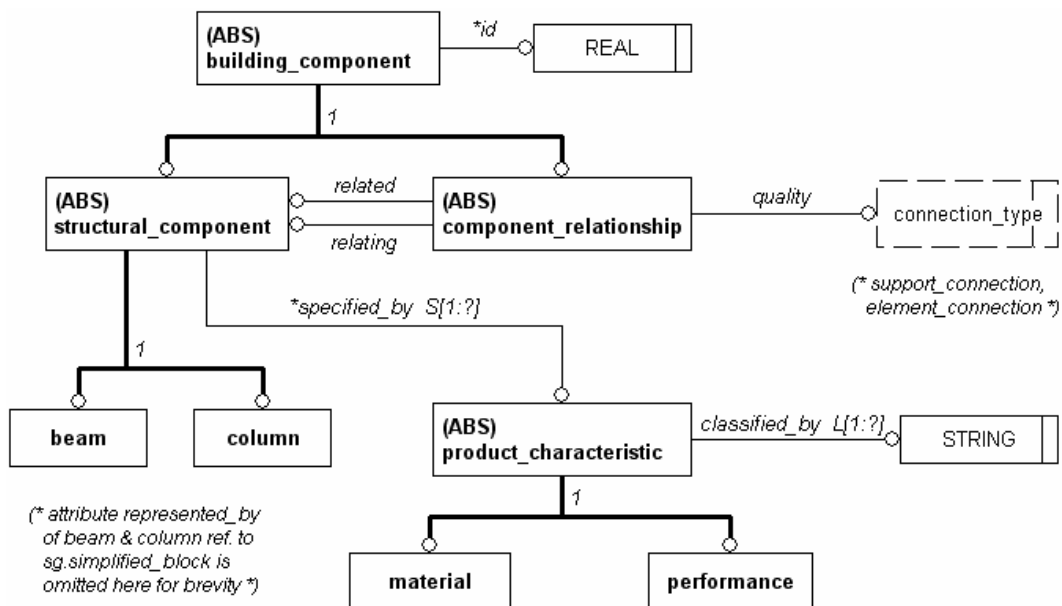 (ABS)
building_component
*id
REAL
1
(ABS)
structural_component
related
relating
(ABS)
component_relationship
quality
connection_type
(* support_connection,
element_connection *)
*specified_by S[1:?]
1
beam
column
(ABS)
product_characteristic
classified_by L[1:?]
STRING
1
(* attribute represented_by
of beam & column ref. to
sg.simplified_block is
omitted here for brevity *)
material
performance